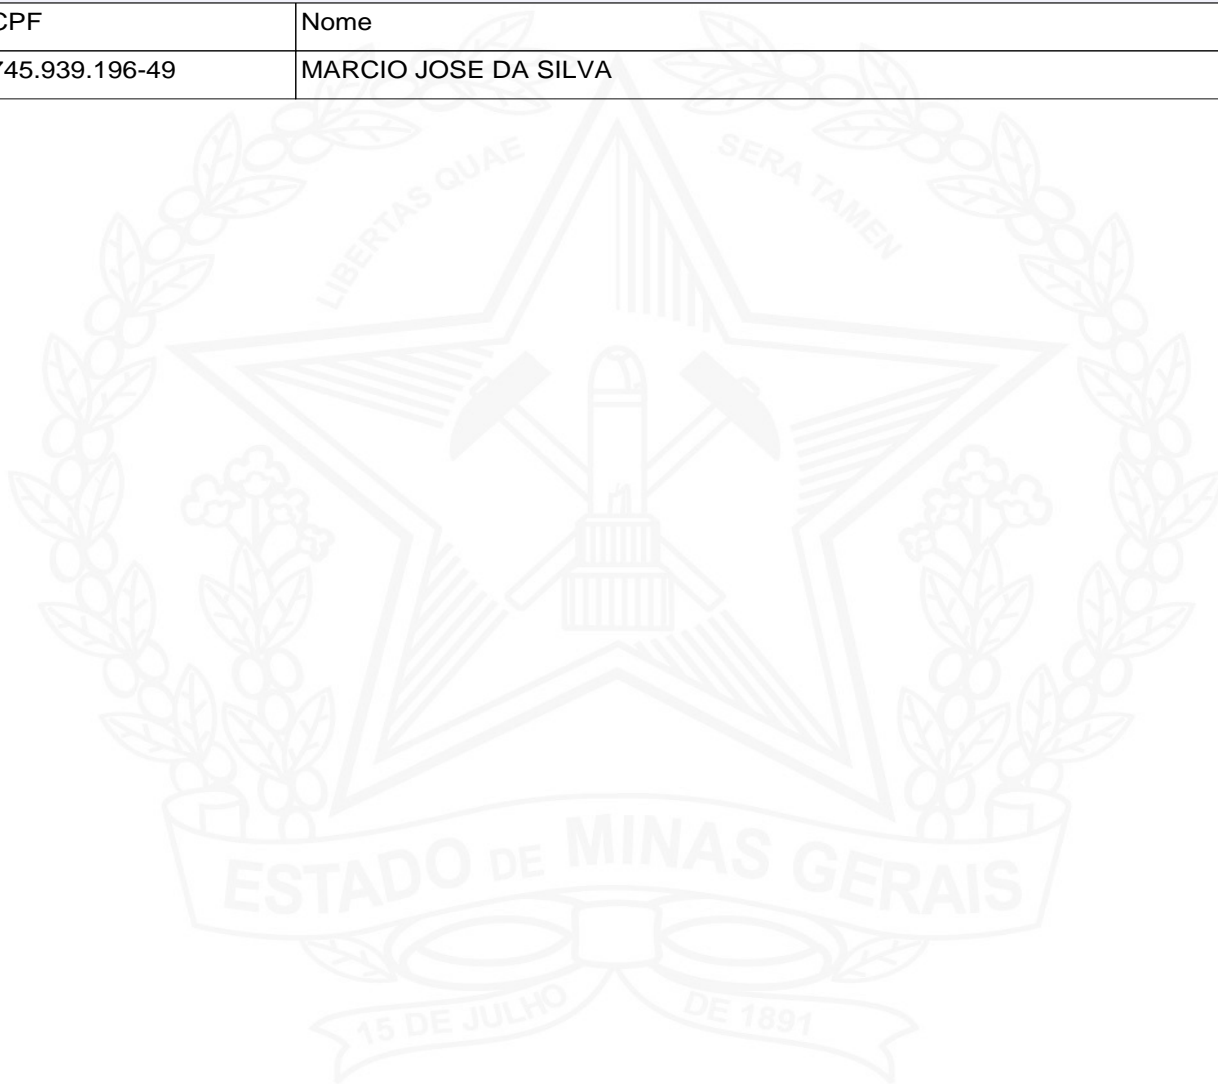 CPF Nome
745.939.196-49 MARCIO JOSE DA SILVA
LIBERTAS QUAE SERA TAMEN
ESTADO DE MINAS GERAIS
15 DE JULHO DE 1891